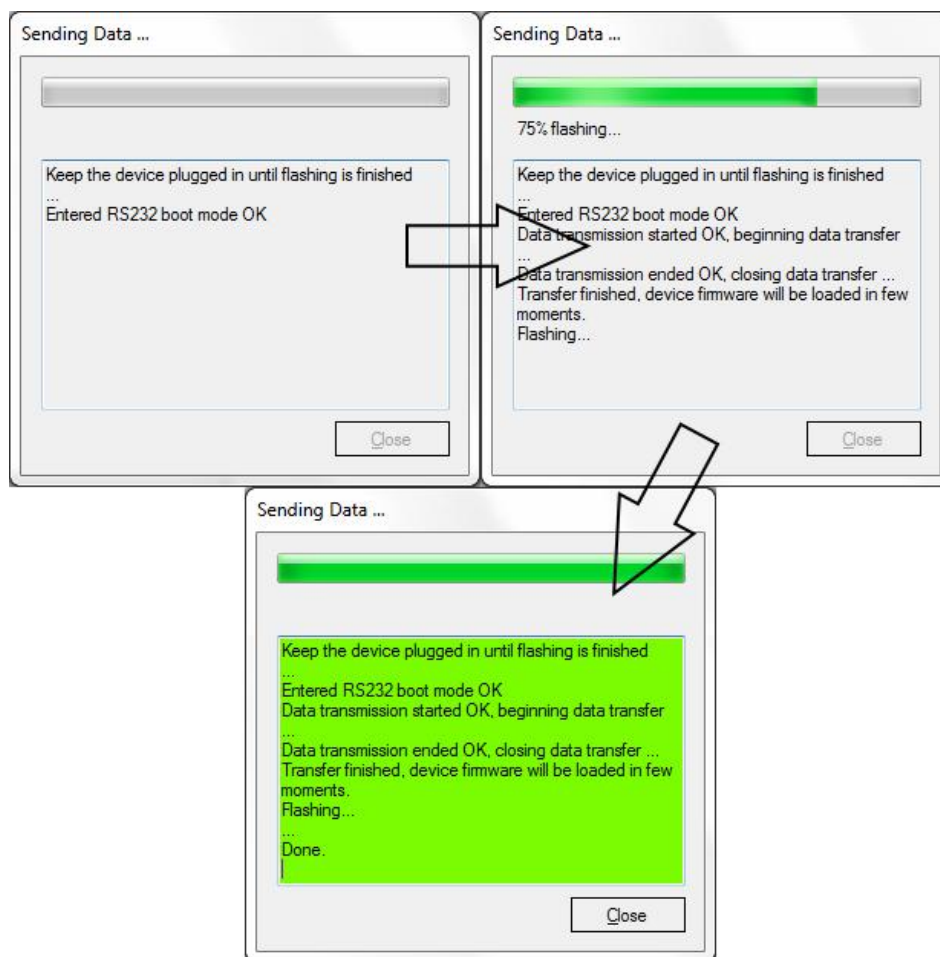 Sending Data ...
Keep the device plugged in until flashing is finished
...
Entered RS232 boot mode OK
Close
Sending Data ...
75% flashing...
Keep the device plugged in until flashing is finished
...
Entered RS232 boot mode OK
Data transmission started OK, beginning data transfer
...
Data transmission ended OK, closing data transfer ...
Transfer finished, device firmware will be loaded in few
moments.
Flashing...
Close
Sending Data ...
Keep the device plugged in until flashing is finished
...
Entered RS232 boot mode OK
Data transmission started OK, beginning data transfer
...
Data transmission ended OK, closing data transfer ...
Transfer finished, device firmware will be loaded in few
moments.
Flashing...
...
Done.
Close